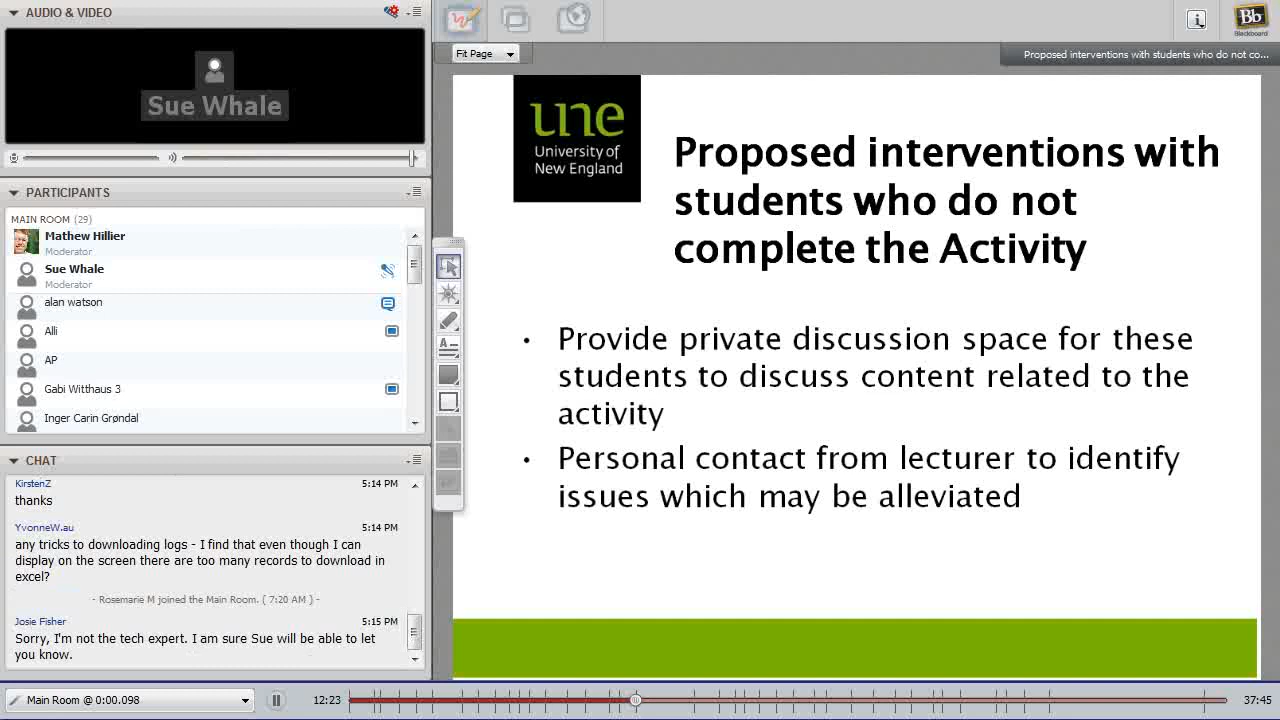 AUDIO & VIDEO
Sue Whale
PARTICIPANTS
MAIN ROOM (29)
Mathew Hillier
Moderator
Sue Whale
Moderator
alan watson
Alli
AP
Gabi Witthaus 3
Inger Carin Grøndal
CHAT
KirstenZ 5:14 PM
thanks
YvonneW.au 5:14 PM
any tricks to downloading logs - I find that even though I can
display on the screen there are too many records to download in
excel?
- Rosemarie M joined the Main Room. ( 7:20 AM ) -
Josie Fisher 5:15 PM
Sorry, I'm not the tech expert. I am sure Sue will be able to let
you know.
Fit Page
Bb
Blackboard
Proposed interventions with students who do not co...
une
University of
New England
Proposed interventions with
students who do not
complete the Activity
• Provide private discussion space for these
students to discuss content related to the
activity
• Personal contact from lecturer to identify
issues which may be alleviated
Main Room @ 0:00.098
12:23
37:45